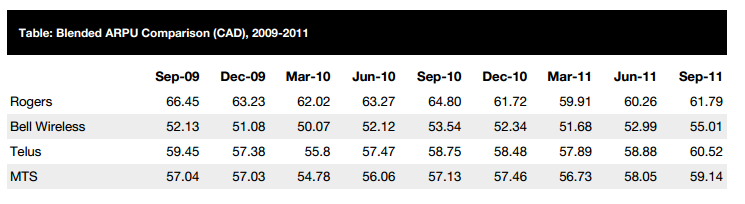 Table: Blended ARPU Comparison (CAD), 2009-2011
Sep-09 Dec-09 Mar-10 Jun-10 Sep-10 Dec-10 Mar-11 Jun-11 Sep-11
Rogers 66.45 63.23 62.02 63.27 64.80 61.72 59.91 60.26 61.79
Bell Wireless 52.13 51.08 50.07 52.12 53.54 52.34 51.68 52.99 55.01
Telus 59.45 57.38 55.8 57.47 58.75 58.48 57.89 58.88 60.52
MTS 57.04 57.03 54.78 56.06 57.13 57.46 56.73 58.05 59.14